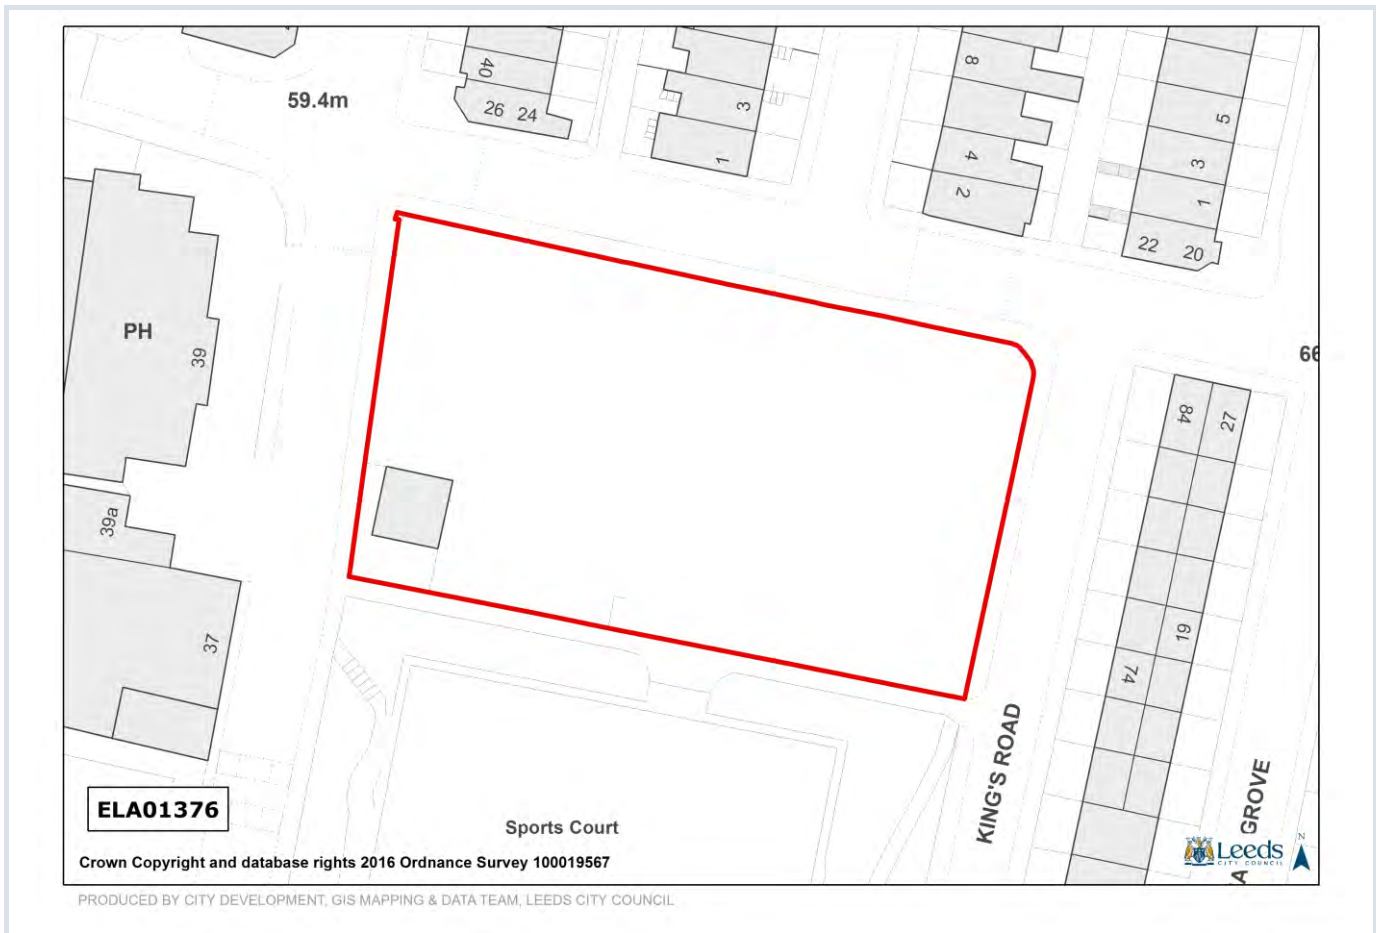 40
26 24
59.4m
3
1
8
4
2
5
3
1
22 20
PH
39
66
84
27
39a
37
19
74
KING'S ROAD
GROVE
ELA01376
Sports Court
Crown Copyright and database rights 2016 Ordnance Survey 100019567
Leeds
CITY COUNCIL
N
PRODUCED BY CITY DEVELOPMENT, GIS MAPPING & DATA TEAM, LEEDS CITY COUNCIL